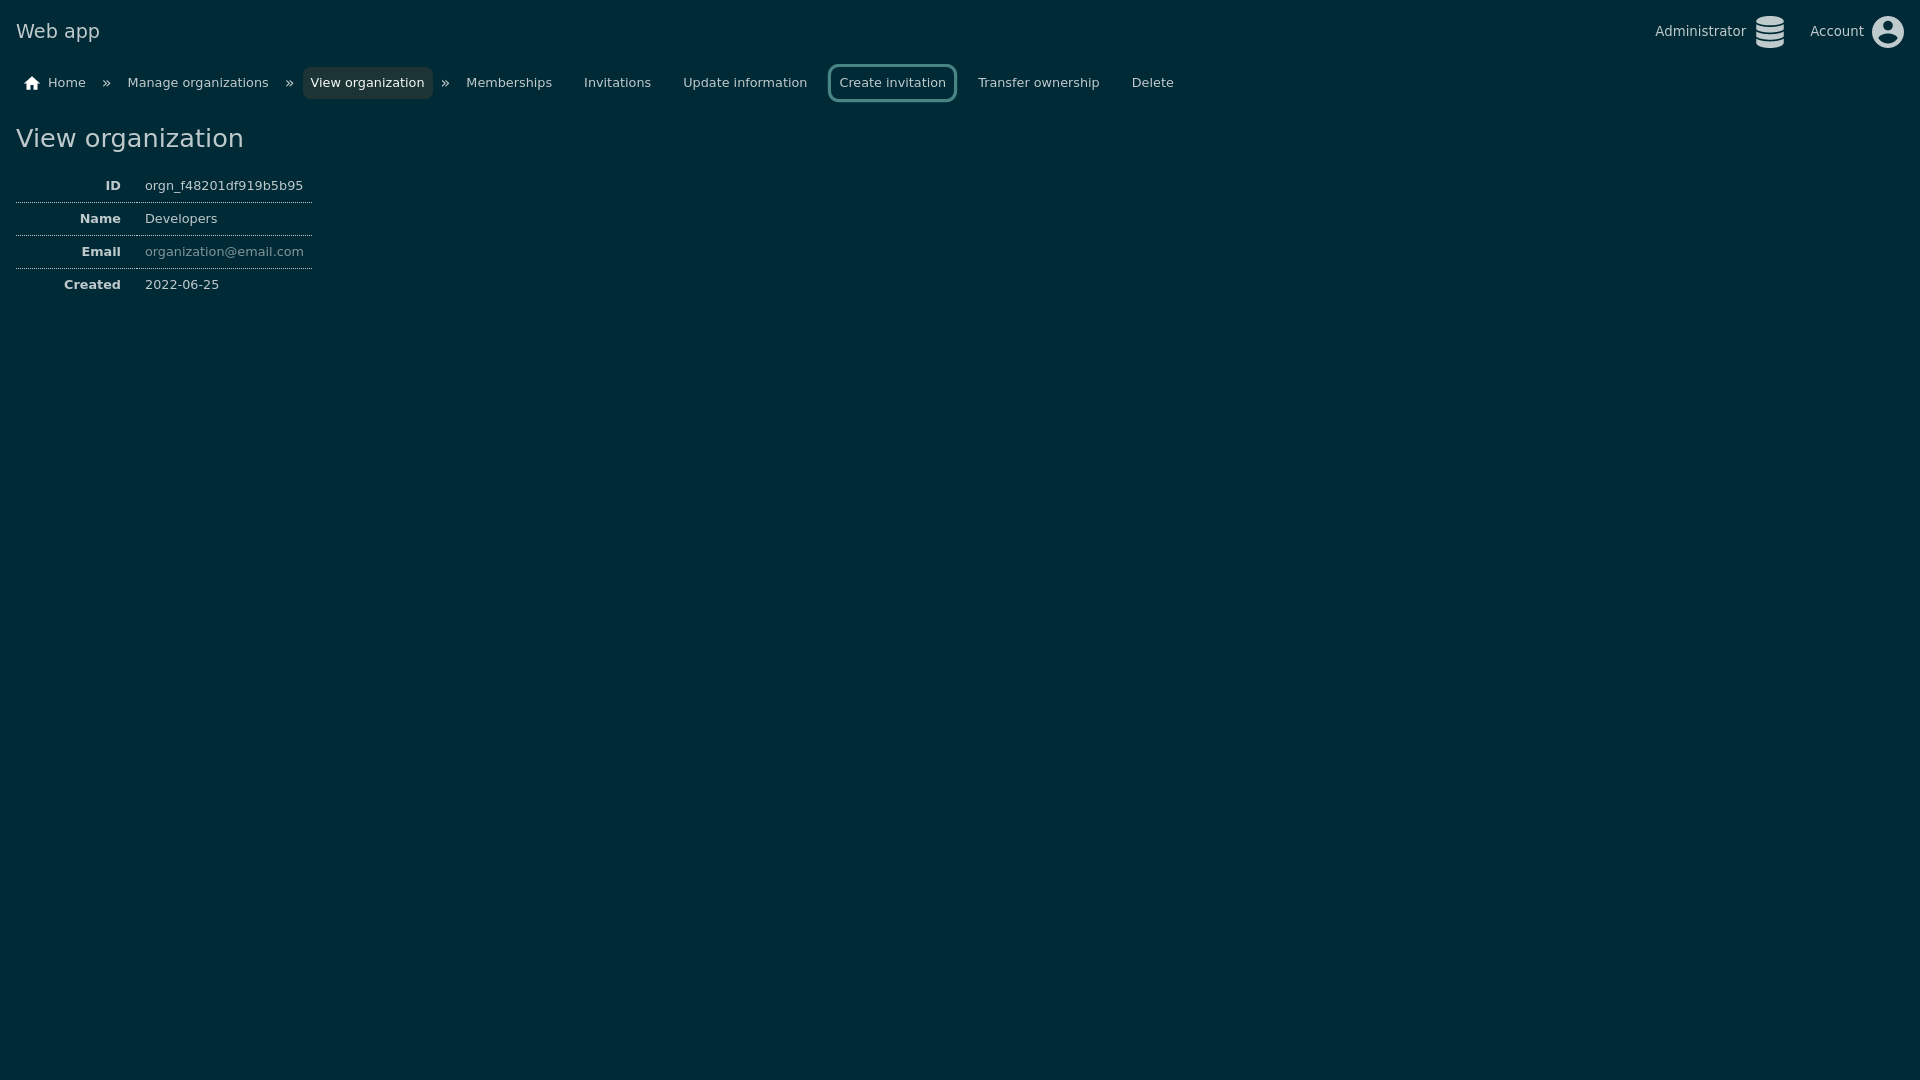 Web app
Administrator
Account
Home » Manage organizations » View organization » Memberships Invitations Update information Create invitation Transfer ownership Delete
View organization
ID orgn_f48201df919b5b95
Name Developers
Email organization@email.com
Created 2022-06-25